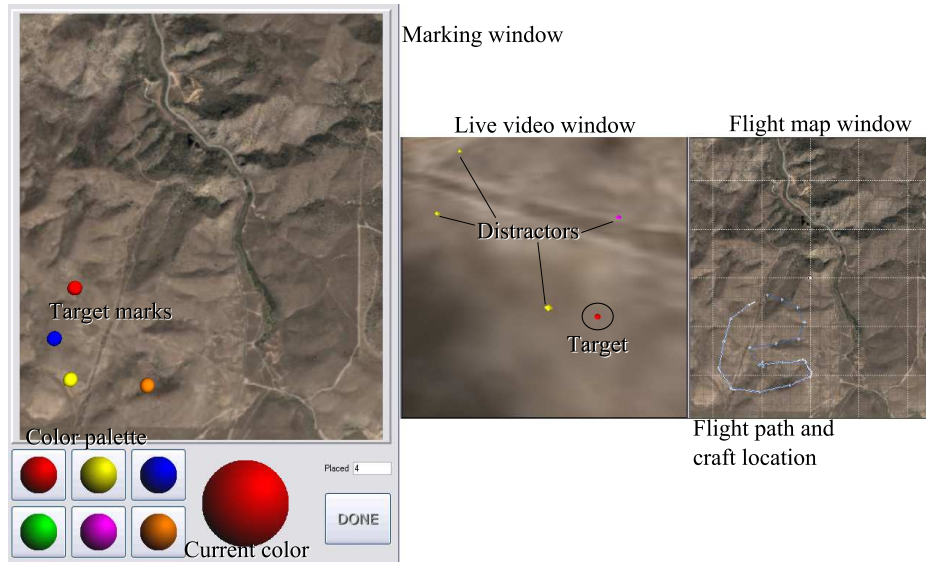 Marking window
Live video window
Flight map window
Distractors
Target marks
Target
Color palette
Flight path and
craft location
Placed 4
DONE
Current color